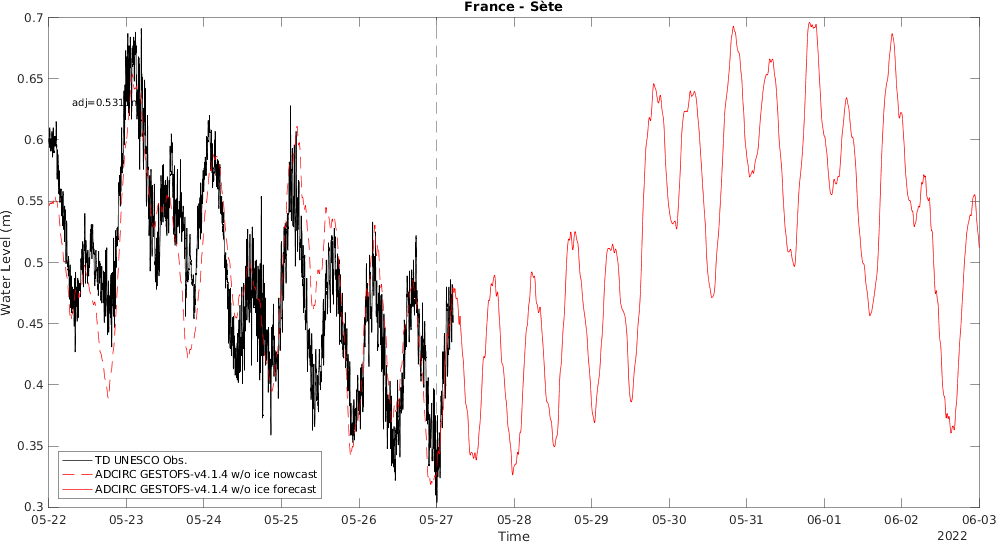 France - Sète
0.7
0.65
adj=0.531m
0.6
0.55
0.5
Water Level (m)
0.45
0.4
0.35
0.3
TD UNESCO Obs.
ADCIRC GESTOFS-v4.1.4 w/o ice nowcast
ADCIRC GESTOFS-v4.1.4 w/o ice forecast
05-22 05-23 05-24 05-25 05-26 05-27 05-28 05-29 05-30 05-31 06-01 06-02 06-03
Time
2022